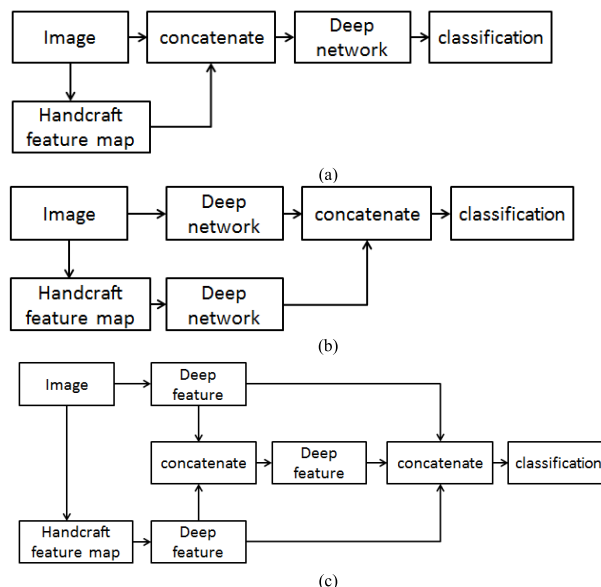 Image
concatenate
Deep
network
classification
Handcraft
feature map
(a)
Image
Deep
network
concatenate
classification
Handcraft
feature map
Deep
network
(b)
Image
Deep
feature
concatenate
Deep
feature
concatenate
classification
Handcraft
feature map
Deep
feature
(c)